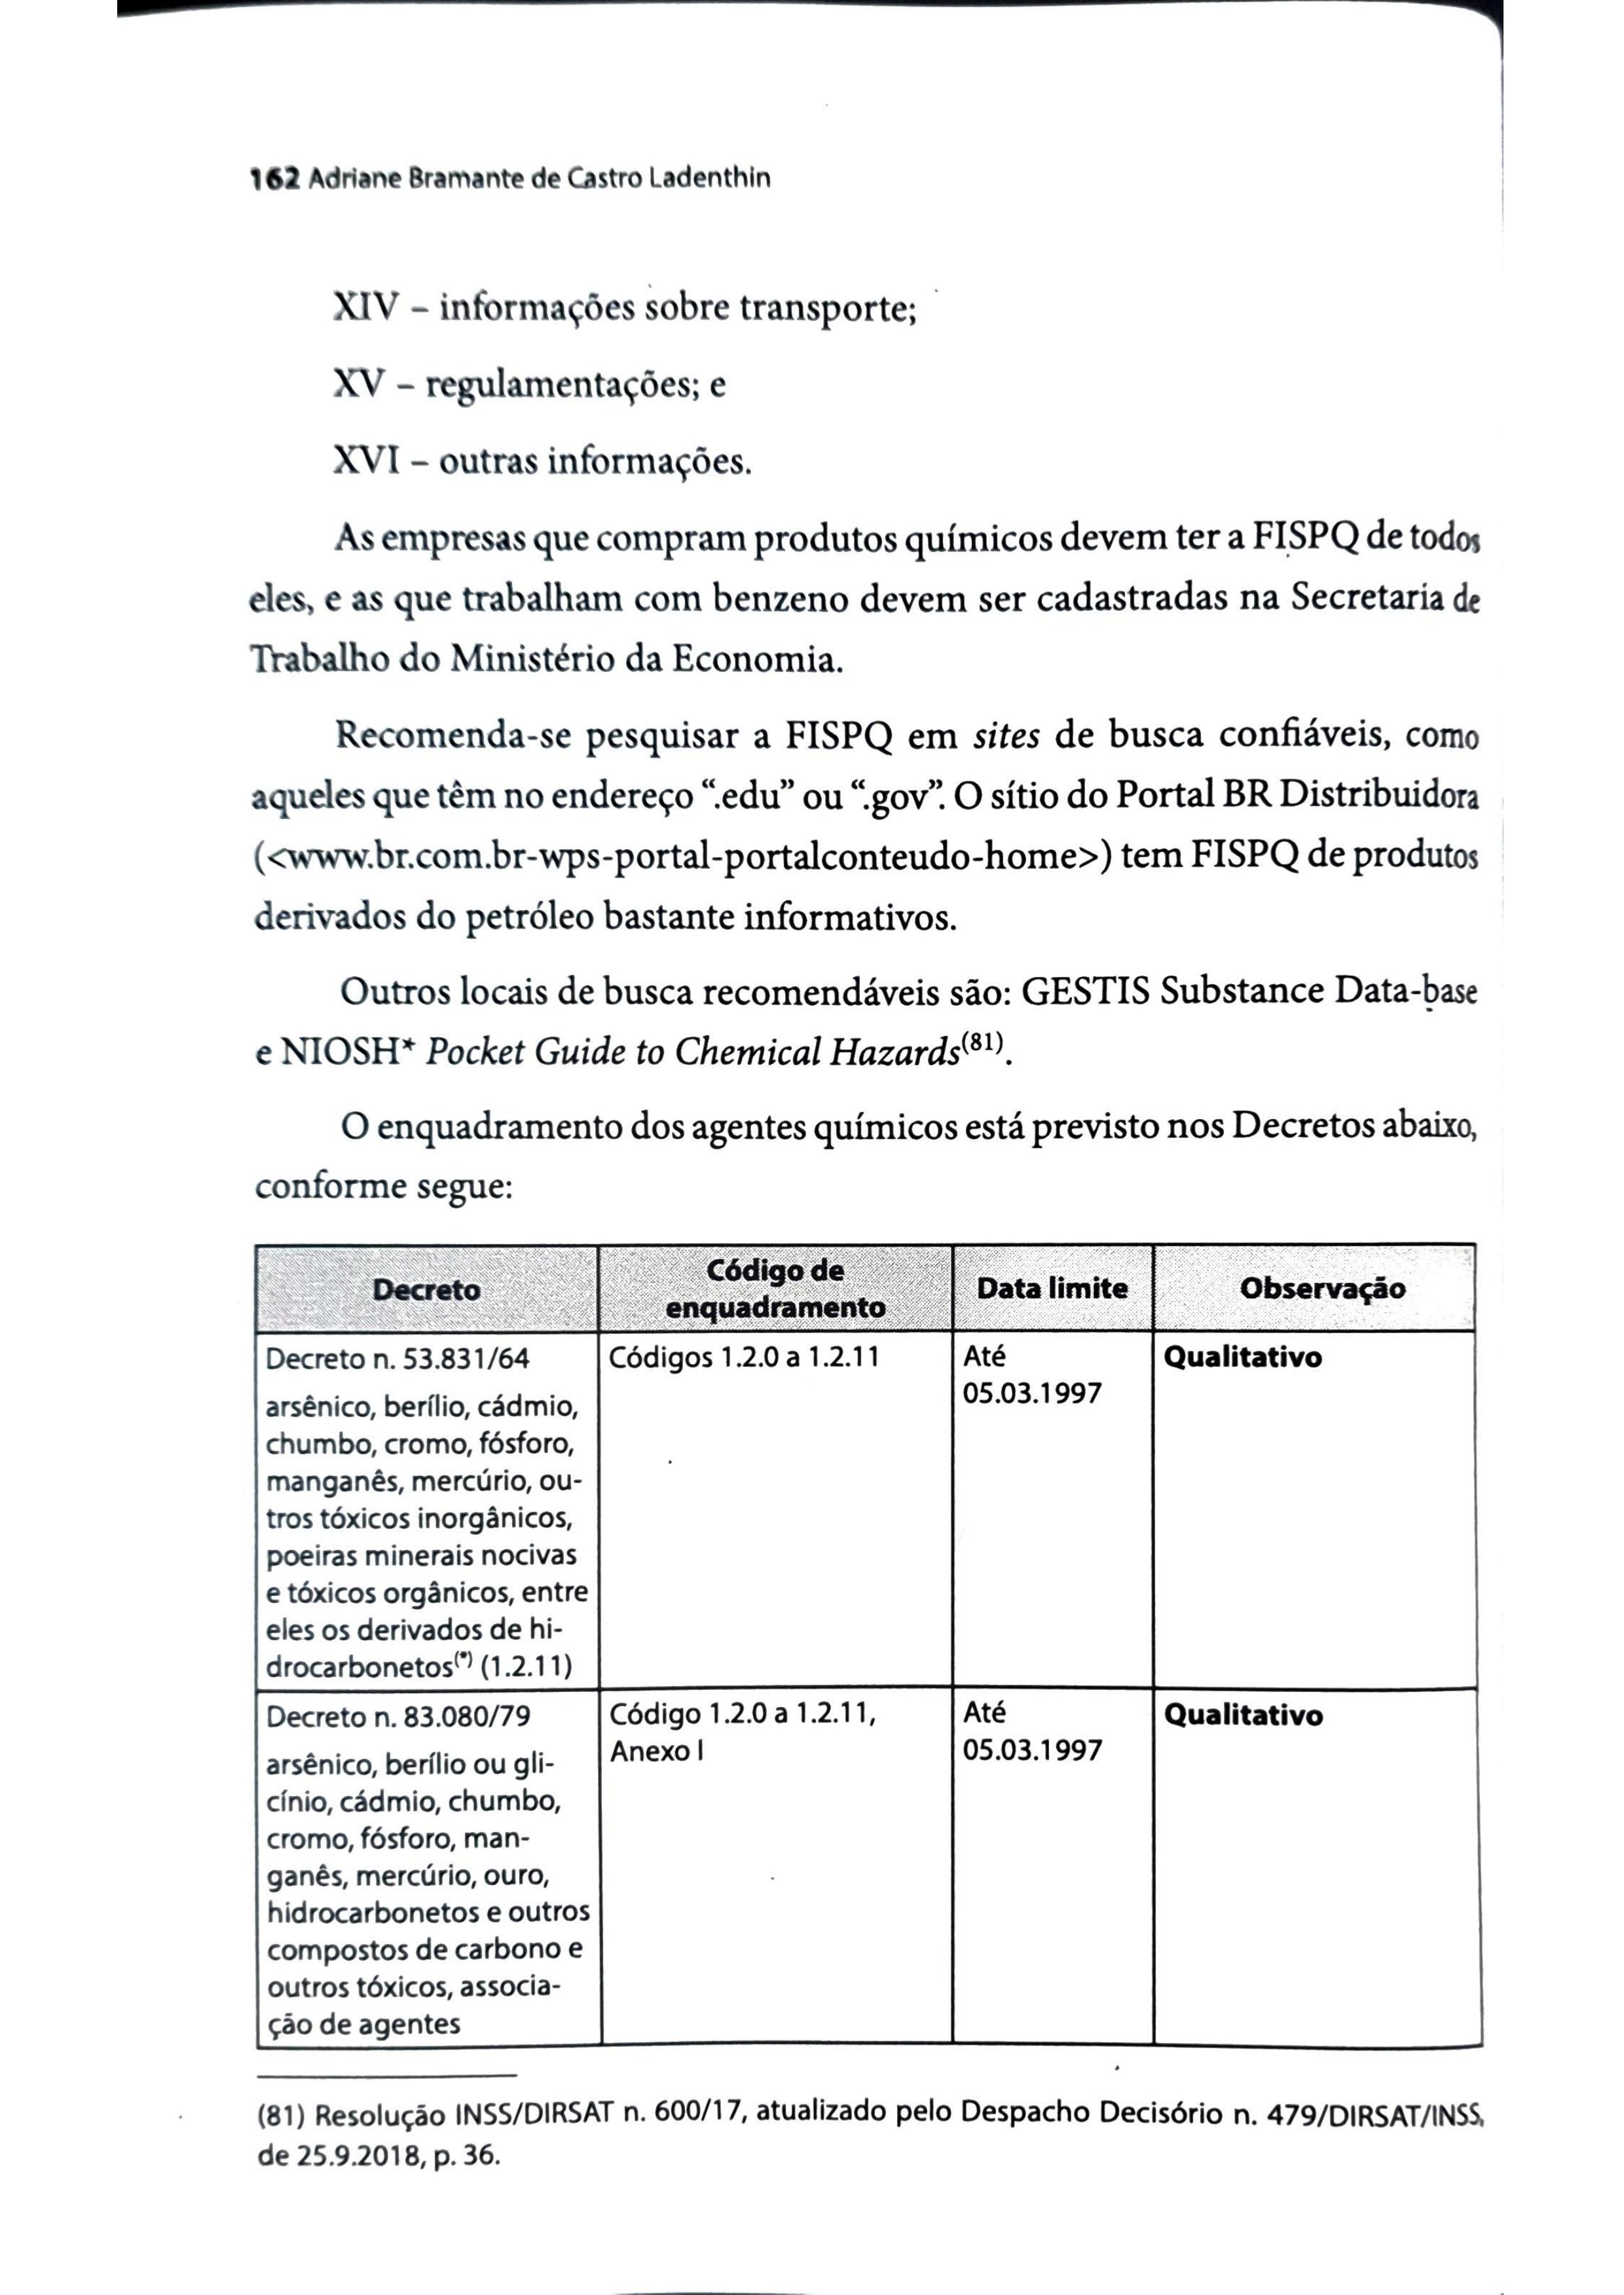 162 Adriane Bramante de Castro Ladenthin
XIV – informações sobre transporte;
XV – regulamentações; e
XVI – outras informações.
As empresas que compram produtos químicos devem ter a FISPQ de todos
eles, e as que trabalham com benzeno devem ser cadastradas na Secretaria de
Trabalho do Ministério da Economia.
Recomenda-se pesquisar a FISPQ em sites de busca confiáveis, como
aqueles que têm no endereço “.edu” ou “.gov”. O sítio do Portal BR Distribuidora
(<www.br.com.br-wps-portal-portalconteudo-home>) tem FISPQ de produtos
derivados do petróleo bastante informativos.
Outros locais de busca recomendáveis são: GESTIS Substance Data-base
e NIOSH* Pocket Guide to Chemical Hazards(81).
O enquadramento dos agentes químicos está previsto nos Decretos abaixo,
conforme segue:
Decreto
Código de
enquadramento
Data limite
Observação
Decreto n. 53.831/64
arsênico, berílio, cádmio,
chumbo, cromo, fósforo,
manganês, mercúrio, ou-
tros tóxicos inorgânicos,
poeiras minerais nocivas
e tóxicos orgânicos, entre
eles os derivados de hi-
drocarbonetos(*) (1.2.11)
Códigos 1.2.0 a 1.2.11
Até
05.03.1997
Qualitativo
Decreto n. 83.080/79
arsênico, berílio ou gli-
cínio, cádmio, chumbo,
cromo, fósforo, man-
ganês, mercúrio, ouro,
hidrocarbonetos e outros
compostos de carbono e
outros tóxicos, associa-
ção de agentes
Código 1.2.0 a 1.2.11,
Anexo I
Até
05.03.1997
Qualitativo
(81) Resolução INSS/DIRSAT n. 600/17, atualizado pelo Despacho Decisório n. 479/DIRSAT/INSS,
de 25.9.2018, p. 36.